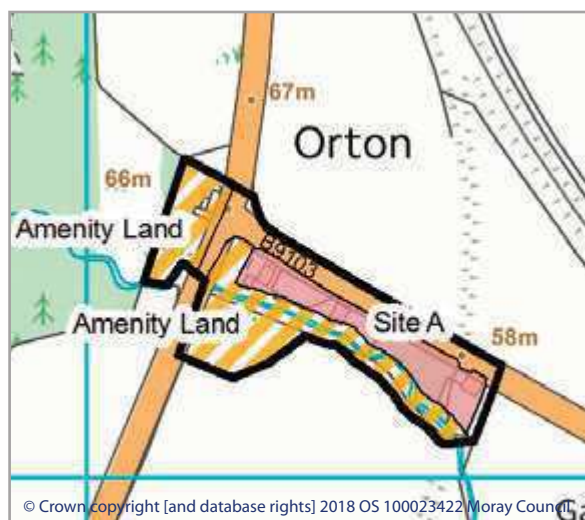 67m
Orton
66m
Amenity Land
B9103
Amenity Land
Site A
58m
© Crown copyright [and database rights] 2018 OS 100023422 Moray Council
Ga